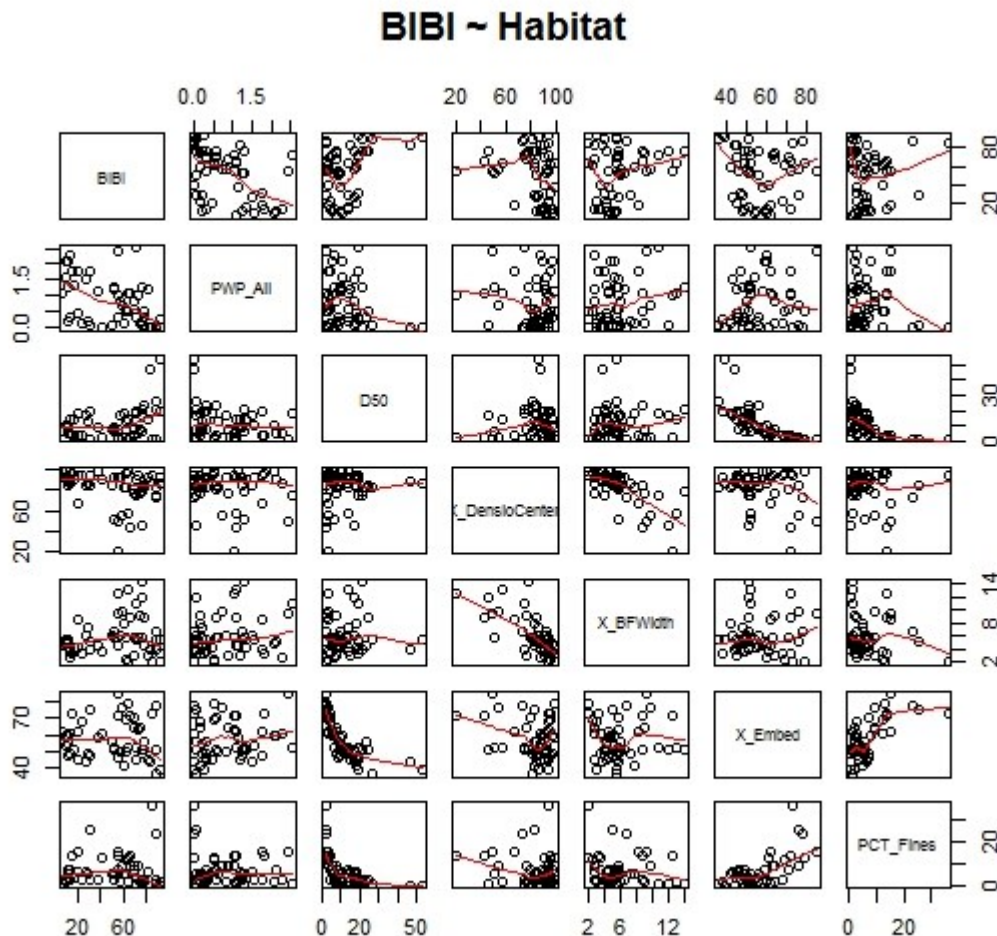 BIBI ~ Habitat
0.0 1.5 20 60 100 40 60 80
BIBI
20 80
PWP_All
0.0 1.5
D50
0 30
X_DensioCenter
20 60
X_BFWidth
2 8 14
X_Embed
40 70
PCT_Fines
0 20
20 60 0 20 40 2 6 12 0 20